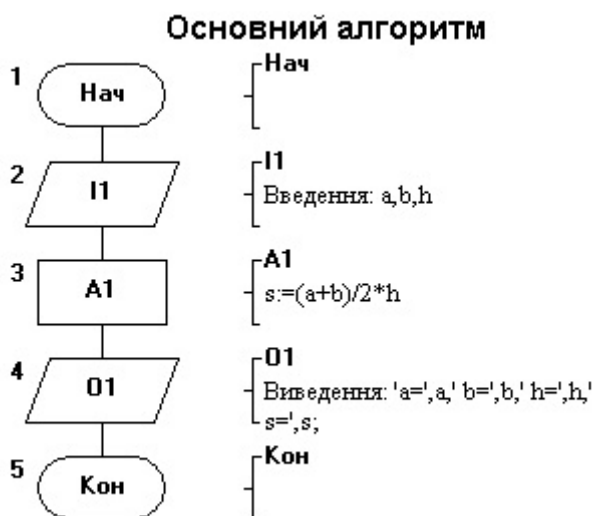 Основний алгоритм
1
Нач
Нач
2
I1
I1
Введення: a,b,h
3
A1
A1
s:=(a+b)/2*h
4
O1
O1
Виведення: 'a=',a,' b=',b,' h=',h,'
s=',s;
5
Кон
Кон